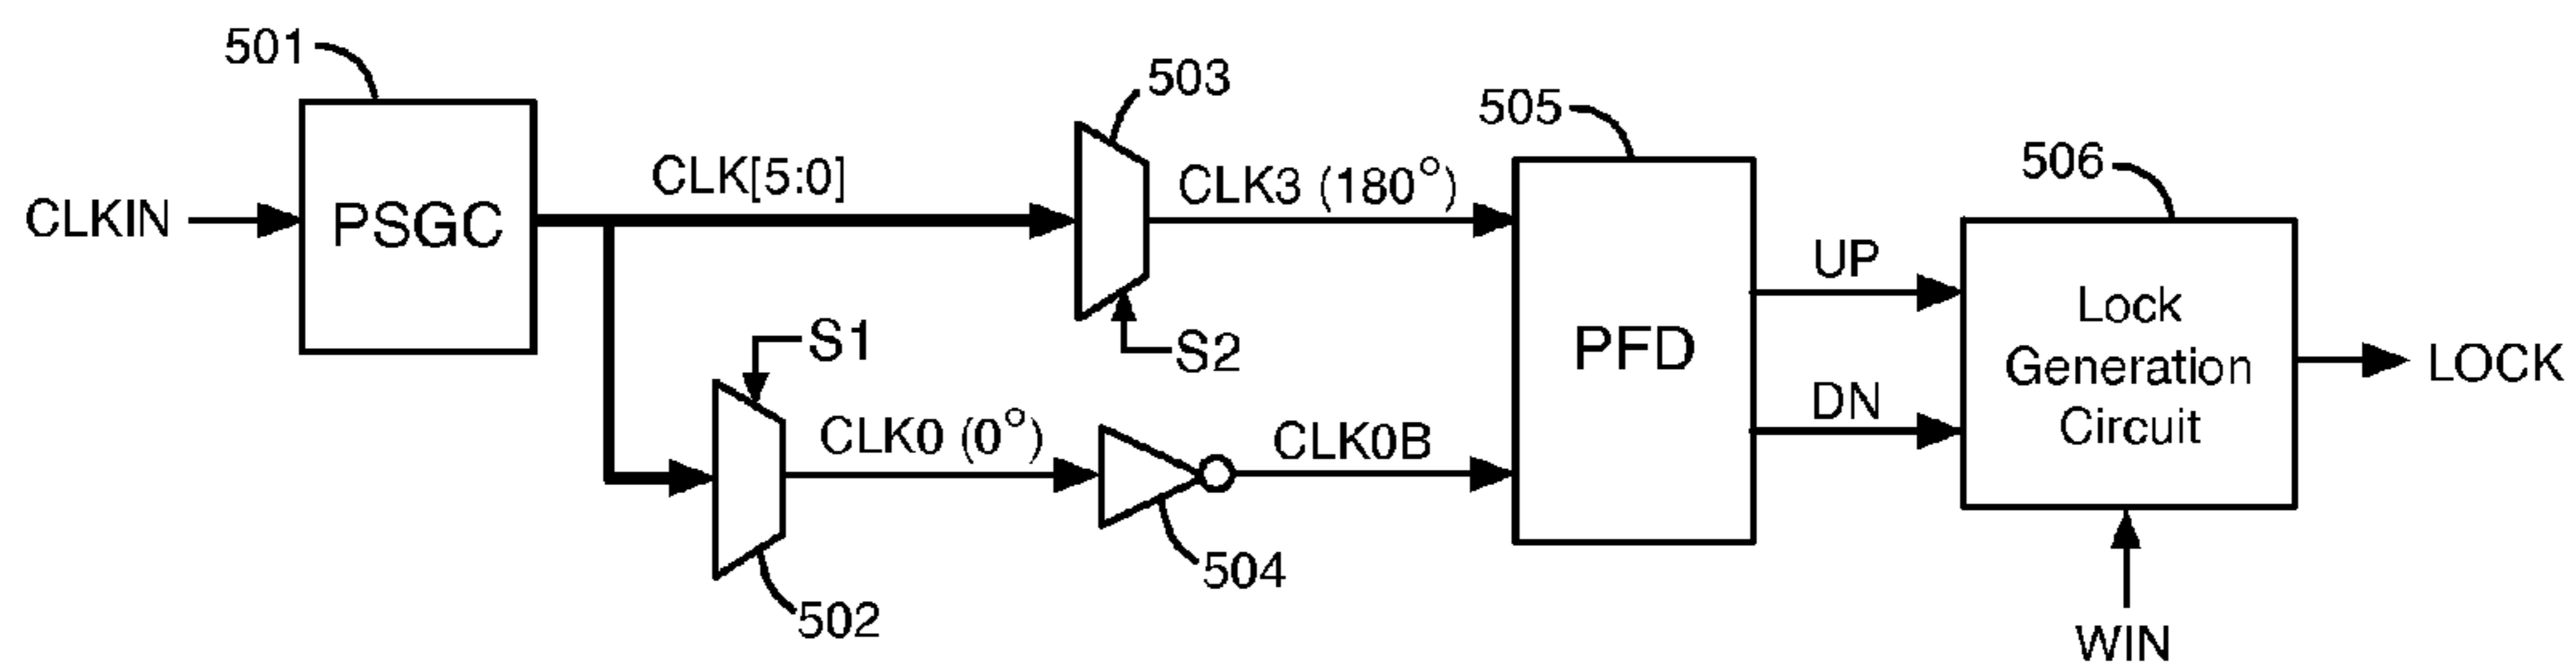 501
503
505
506
CLKIN
PSGC
CLK[5:0]
CLK3 (180°)
UP
Lock
Generation
Circuit
LOCK
S1
S2
PFD
DN
CLK0 (0°)
CLK0B
504
502
WIN